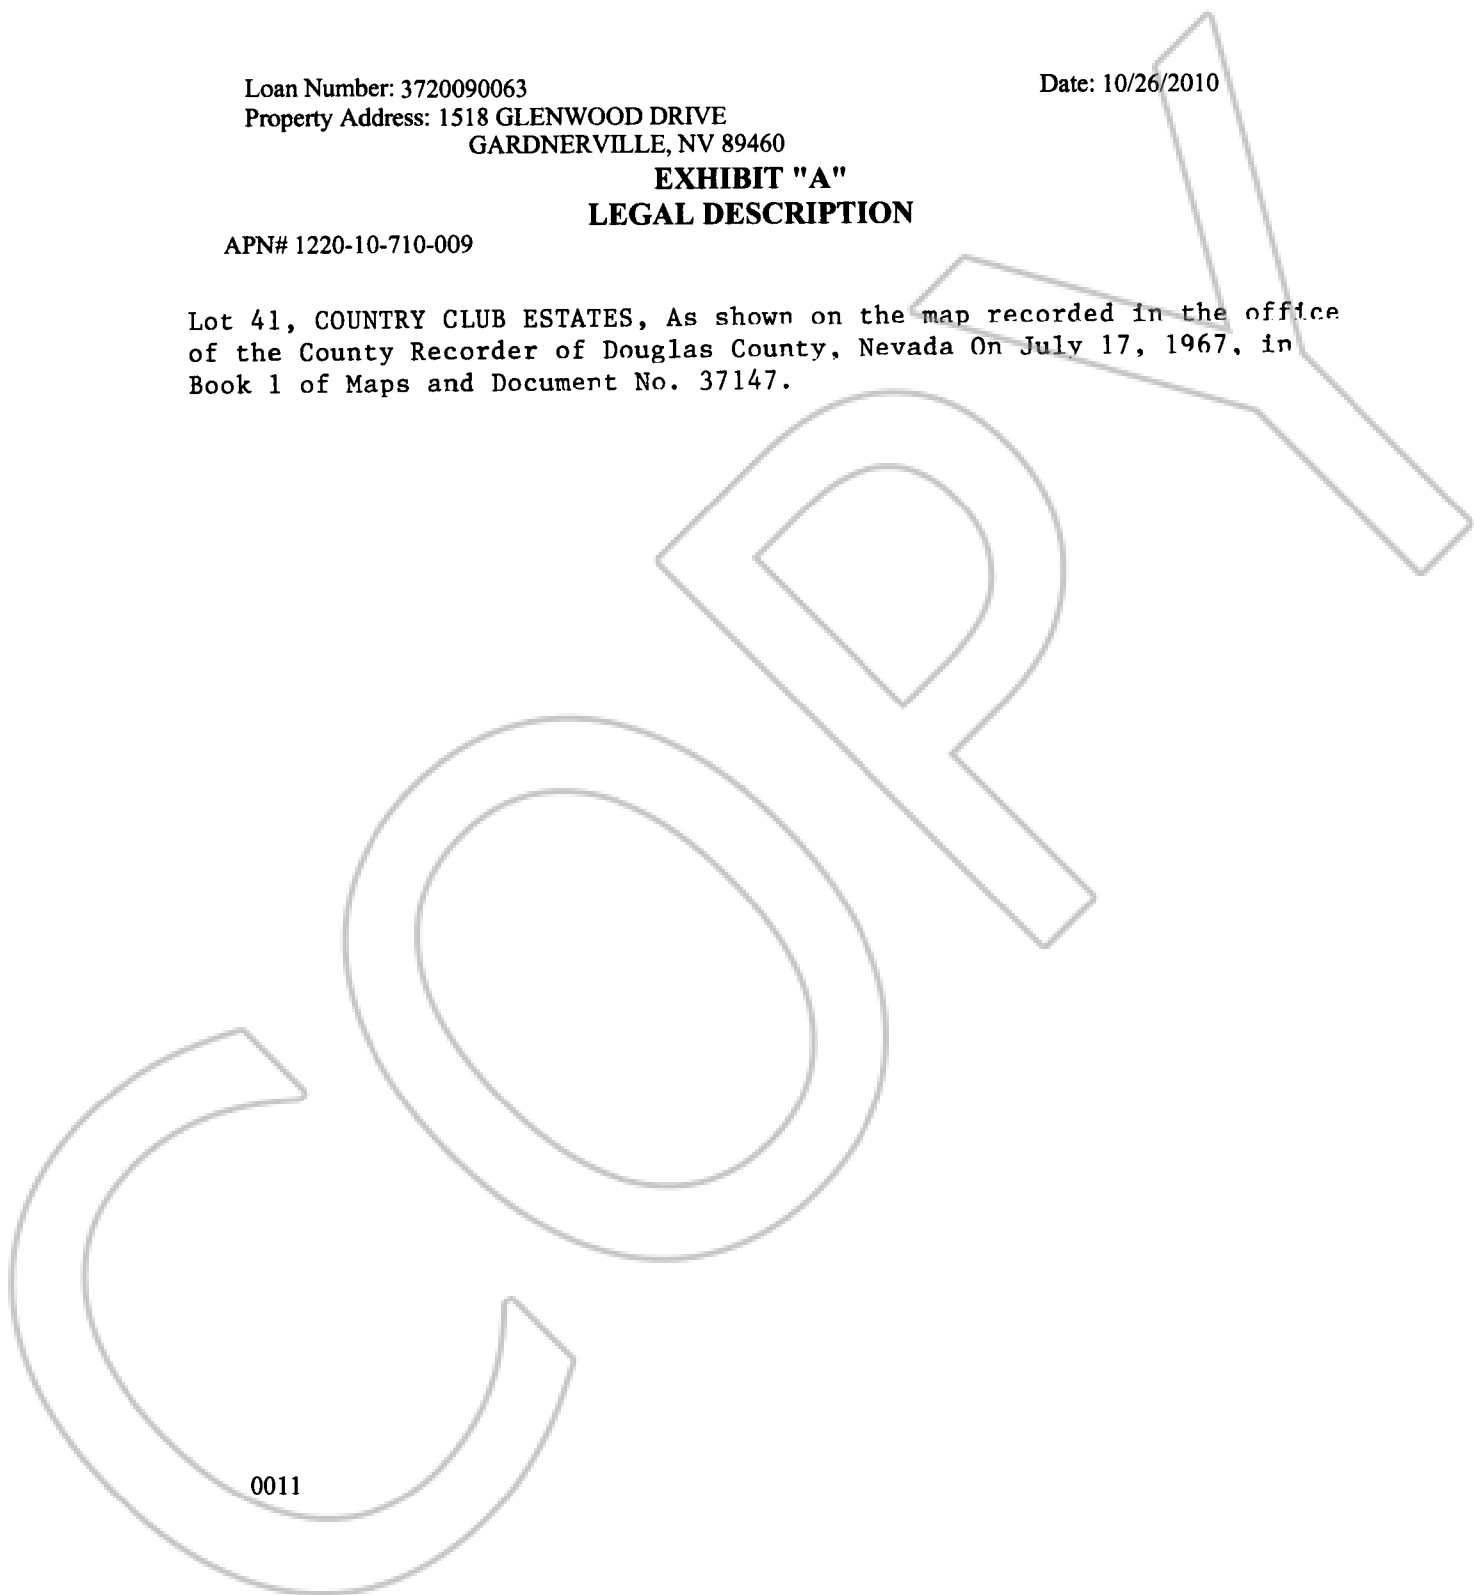 Loan Number: 3720090063 Date: 10/26/2010
Property Address: 1518 GLENWOOD DRIVE
GARDNERVILLE, NV 89460
EXHIBIT "A"
LEGAL DESCRIPTION
APN# 1220-10-710-009
Lot 41, COUNTRY CLUB ESTATES, As shown on the map recorded in the office
of the County Recorder of Douglas County, Nevada On July 17, 1967, in
Book 1 of Maps and Document No. 37147.
COPY
0011